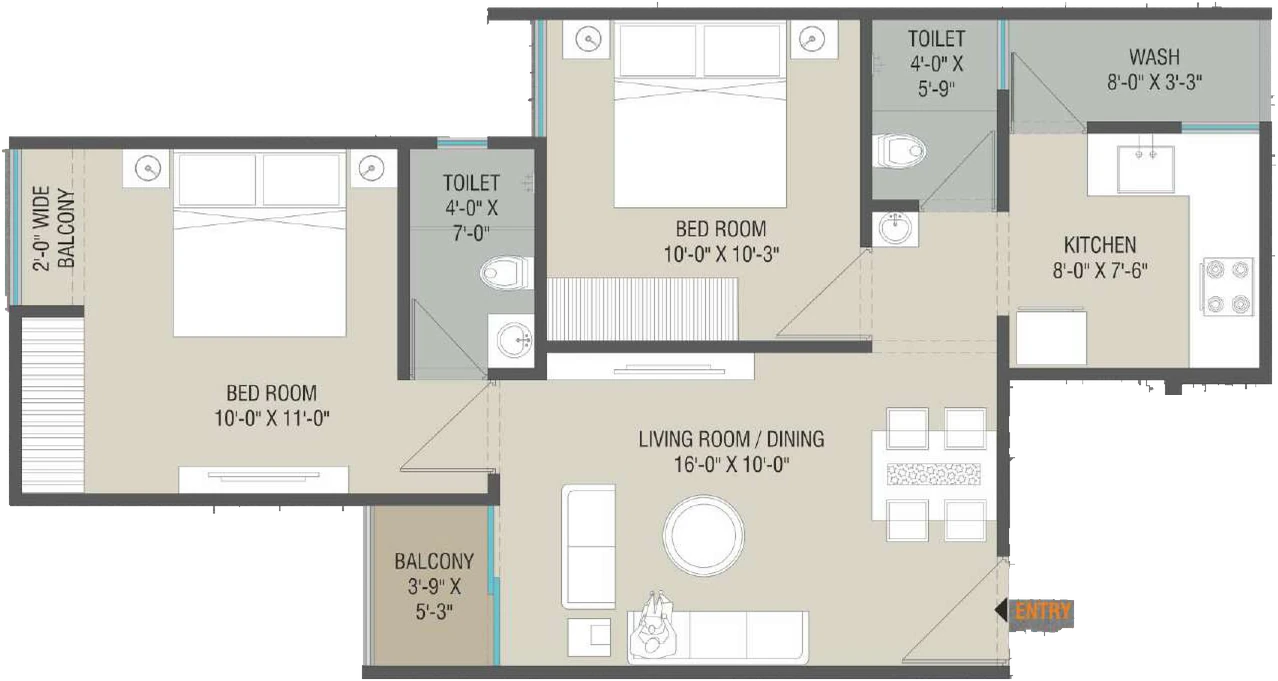 TOILET
4'-0" X
5'-9"
WASH
8'-0" X 3'-3"
2'-0" WIDE
BALCONY
TOILET
4'-0" X
7'-0"
BED ROOM
10'-0" X 10'-3"
KITCHEN
8'-0" X 7'-6"
BED ROOM
10'-0" X 11'-0"
LIVING ROOM / DINING
16'-0" X 10'-0"
BALCONY
3'-9" X
5'-3"
ENTRY